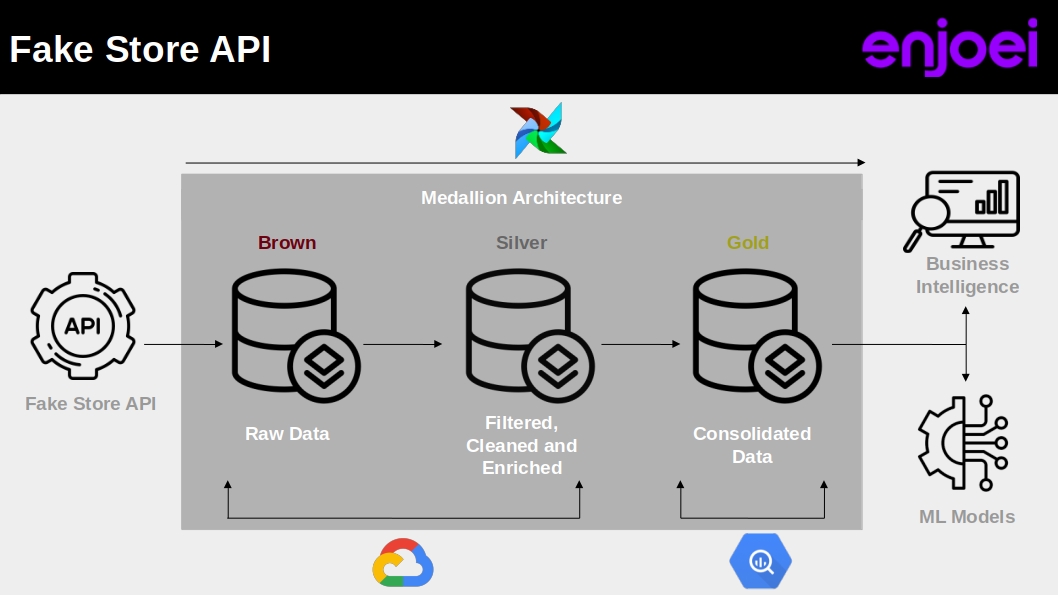 Fake Store API
enjoei
Medallion Architecture
Brown
Silver
Gold
API
Fake Store API
Raw Data
Filtered,
Cleaned and
Enriched
Consolidated
Data
Business
Intelligence
ML Models